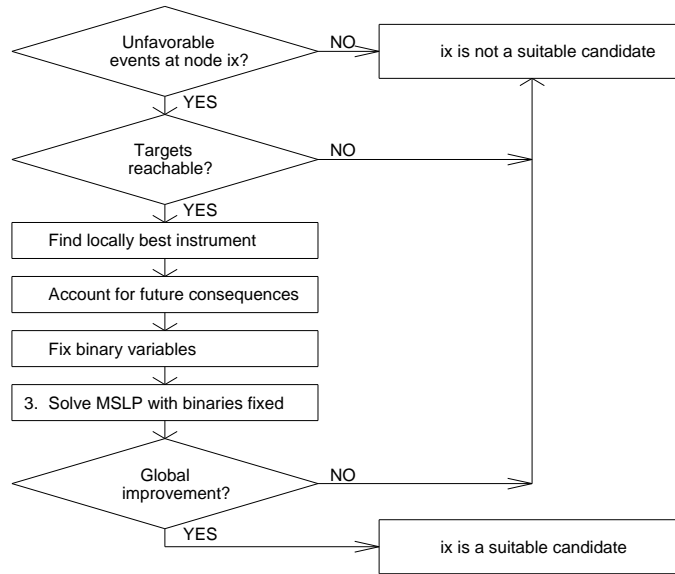 Unfavorable
events at node ix?
NO
ix is not a suitable candidate
YES
Targets
reachable?
NO
YES
Find locally best instrument
Account for future consequences
Fix binary variables
3. Solve MSLP with binaries fixed
Global
improvement?
NO
YES
ix is a suitable candidate